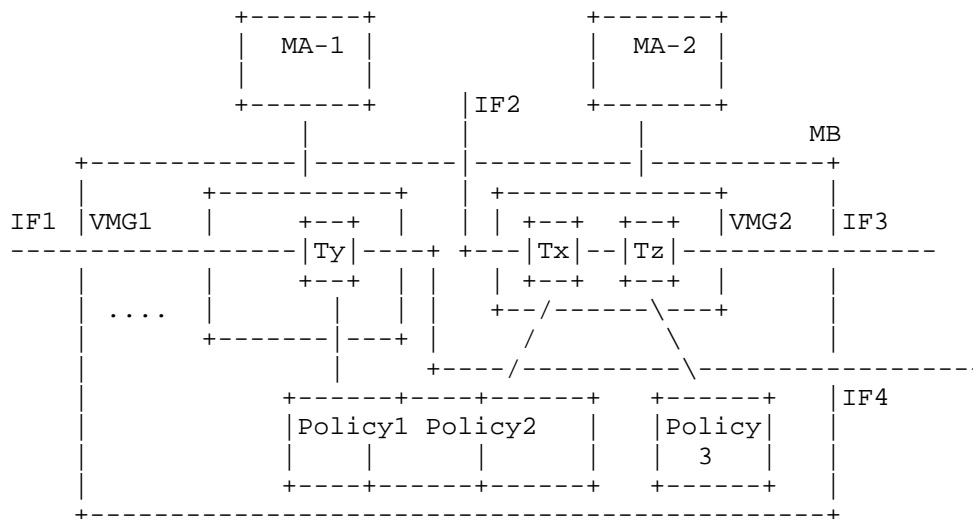 MA-1 MA-2
IF2
MB
IF1 VMG1 VMG2 IF3
Ty Tx Tz
....
IF4
Policy1 Policy2 Policy
3